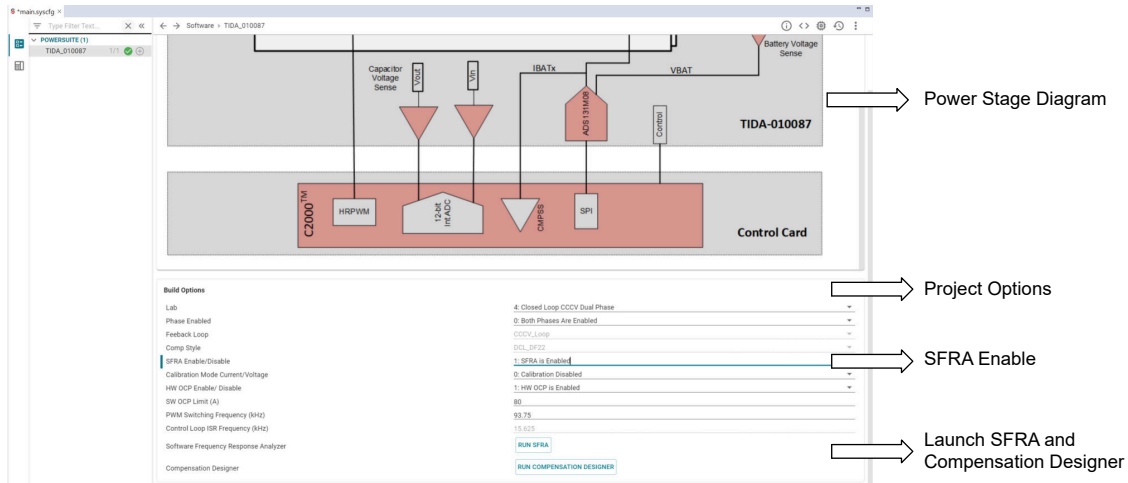 *main.syscfg ×
Type Filter Text...
Software › TIDA_010087
POWERSUITE (1)
TIDA_010087 1/1
Battery Voltage
Sense
Capacitor
Voltage
Sense
Vout
Vin
IBATx
VBAT
ADS131M08
Control
TIDA-010087
Power Stage Diagram
C2000™
HRPWM
12-bit
Int ADC
CMPSS
SPI
Control Card
Build Options
Project Options
Lab 4: Closed Loop CCCV Dual Phase
Phase Enabled 0: Both Phases Are Enabled
Feeback Loop CCCV_Loop
Comp Style DCL_DF22
SFRA Enable/Disable 1: SFRA is Enabled
SFRA Enable
Calibration Mode Current/Voltage 0: Calibration Disabled
HW OCP Enable/ Disable 1: HW OCP is Enabled
SW OCP Limit (A) 80
PWM Switching Frequency (kHz) 93.75
Control Loop ISR Frequency (kHz) 15.625
Software Frequency Response Analyzer RUN SFRA
Compensation Designer RUN COMPENSATION DESIGNER
Launch SFRA and
Compensation Designer